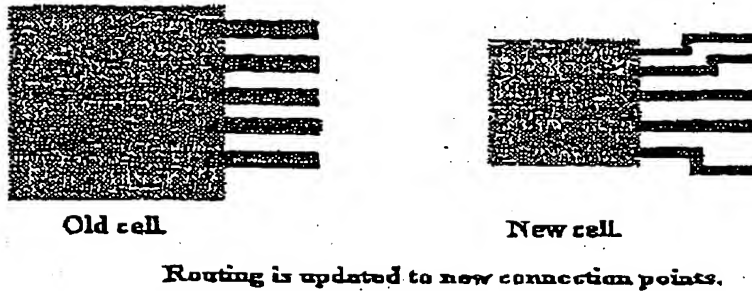 Old cell.
New cell.
Routing is updated to new connection points.